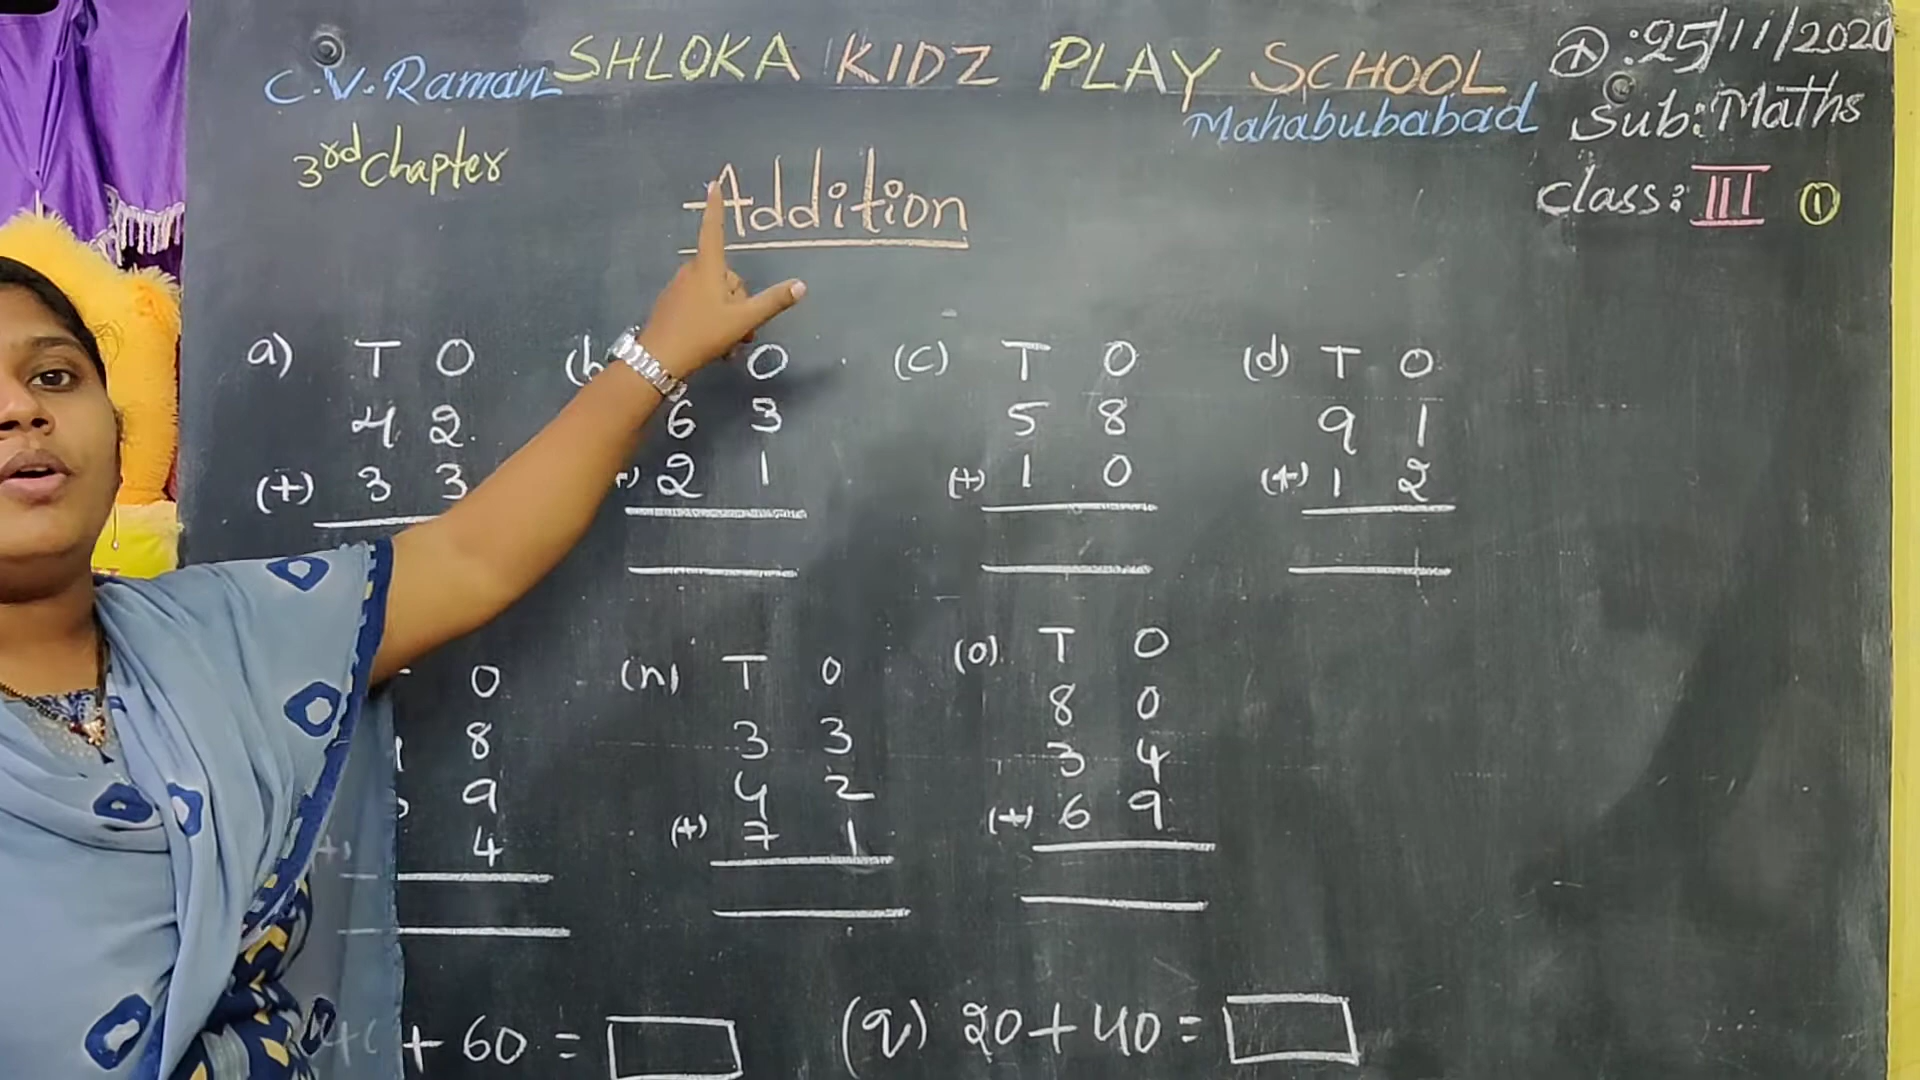 C.V. Raman SHLOKA KIDZ PLAY SCHOOL Dt:25/11/2020
Mahabubabad Sub: Maths
3rd Chapter Addition Class: III 1
a) T O (b O (c) T O (d) T O
4 2 6 3 5 8 9 1
(+) 3 3 2 1 (+) 1 0 (+) 1 2
O (n) T O (o) T O
8 3 3 8 0
9 4 2 3 4
4 (+) 7 1 (+) 6 9
+ 60 = (q) 20+40=